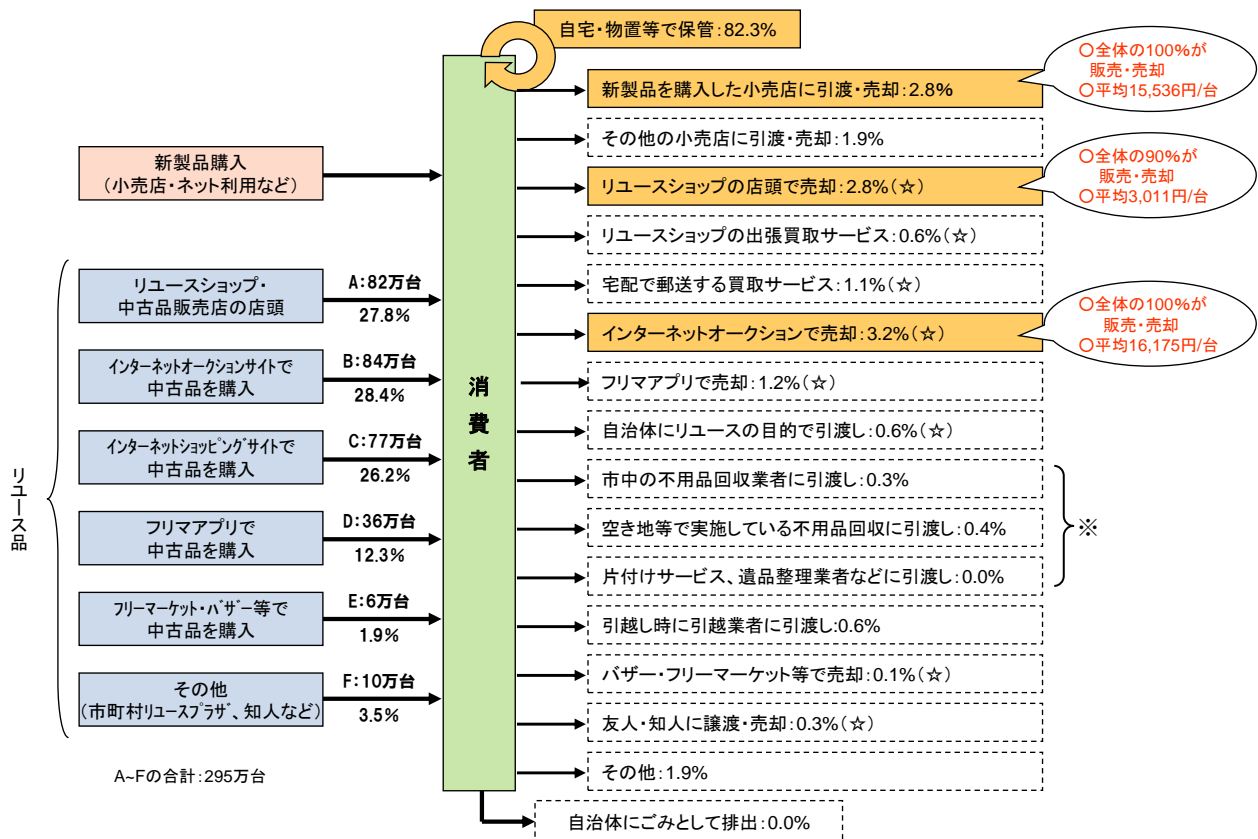 自宅・物置等で保管:82.3%
新製品を購入した小売店に引渡・売却:2.8%
○全体の100%が
販売・売却
○平均15,536円/台
その他の小売店に引渡・売却:1.9%
新製品購入
(小売店・ネット利用など)
リユースショップの店頭で売却:2.8%(☆)
○全体の90%が
販売・売却
○平均3,011円/台
リユースショップの出張買取サービス:0.6%(☆)
リユース品
リユースショップ・
中古品販売店の店頭
A:82万台
27.8%
宅配で郵送する買取サービス:1.1%(☆)
インターネットオークションで売却:3.2%(☆)
○全体の100%が
販売・売却
○平均16,175円/台
インターネットオークションサイトで
中古品を購入
B:84万台
28.4%
消費者
フリマアプリで売却:1.2%(☆)
自治体にリユースの目的で引渡し:0.6%(☆)
インターネットショッピングサイトで
中古品を購入
C:77万台
26.2%
市中の不用品回収業者に引渡し:0.3%
空き地等で実施している不用品回収に引渡し:0.4%
※
フリマアプリで
中古品を購入
D:36万台
12.3%
片付けサービス、遺品整理業者などに引渡し:0.0%
フリーマーケット・バザー等で
中古品を購入
E:6万台
1.9%
引越し時に引越業者に引渡し:0.6%
バザー・フリーマーケット等で売却:0.1%(☆)
その他
(市町村リユースプラザ、知人など)
F:10万台
3.5%
友人・知人に譲渡・売却:0.3%(☆)
その他:1.9%
A~Fの合計:295万台
自治体にごみとして排出:0.0%